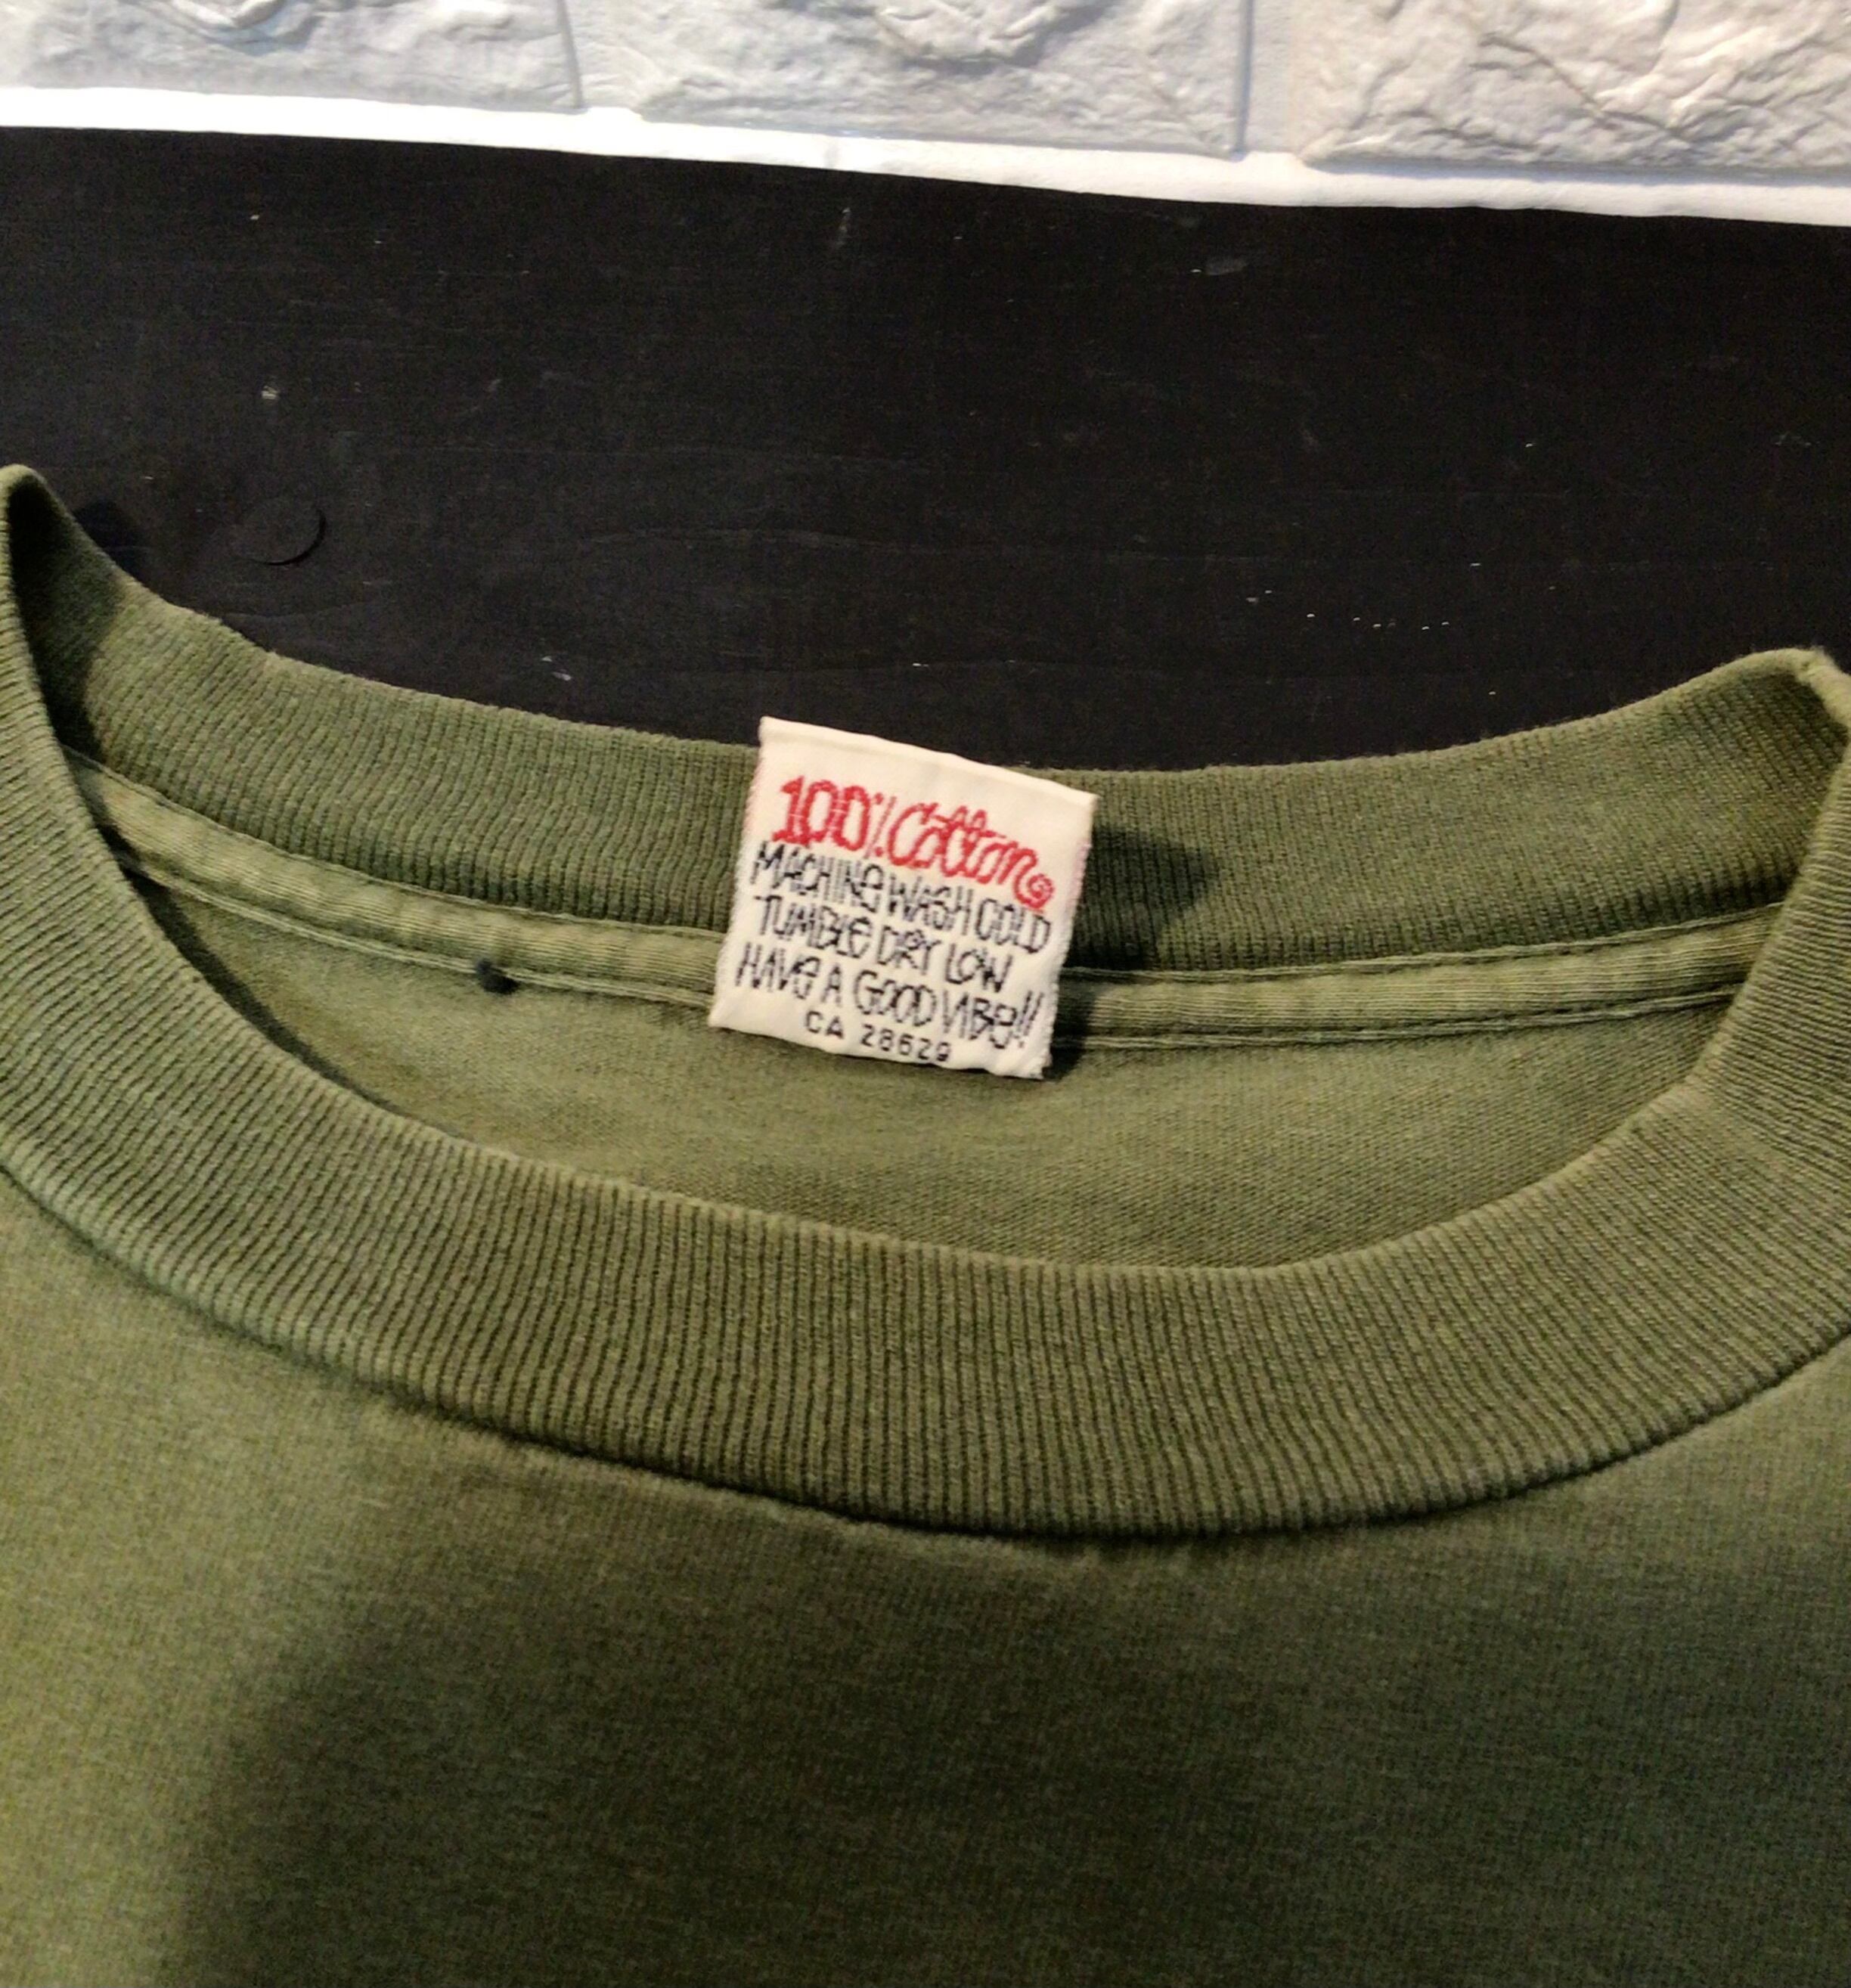 100% Cotton
MACHINE WASH COLD
TUMBLE DRY LOW
HAVE A GOOD VIBE!!
CA 28629